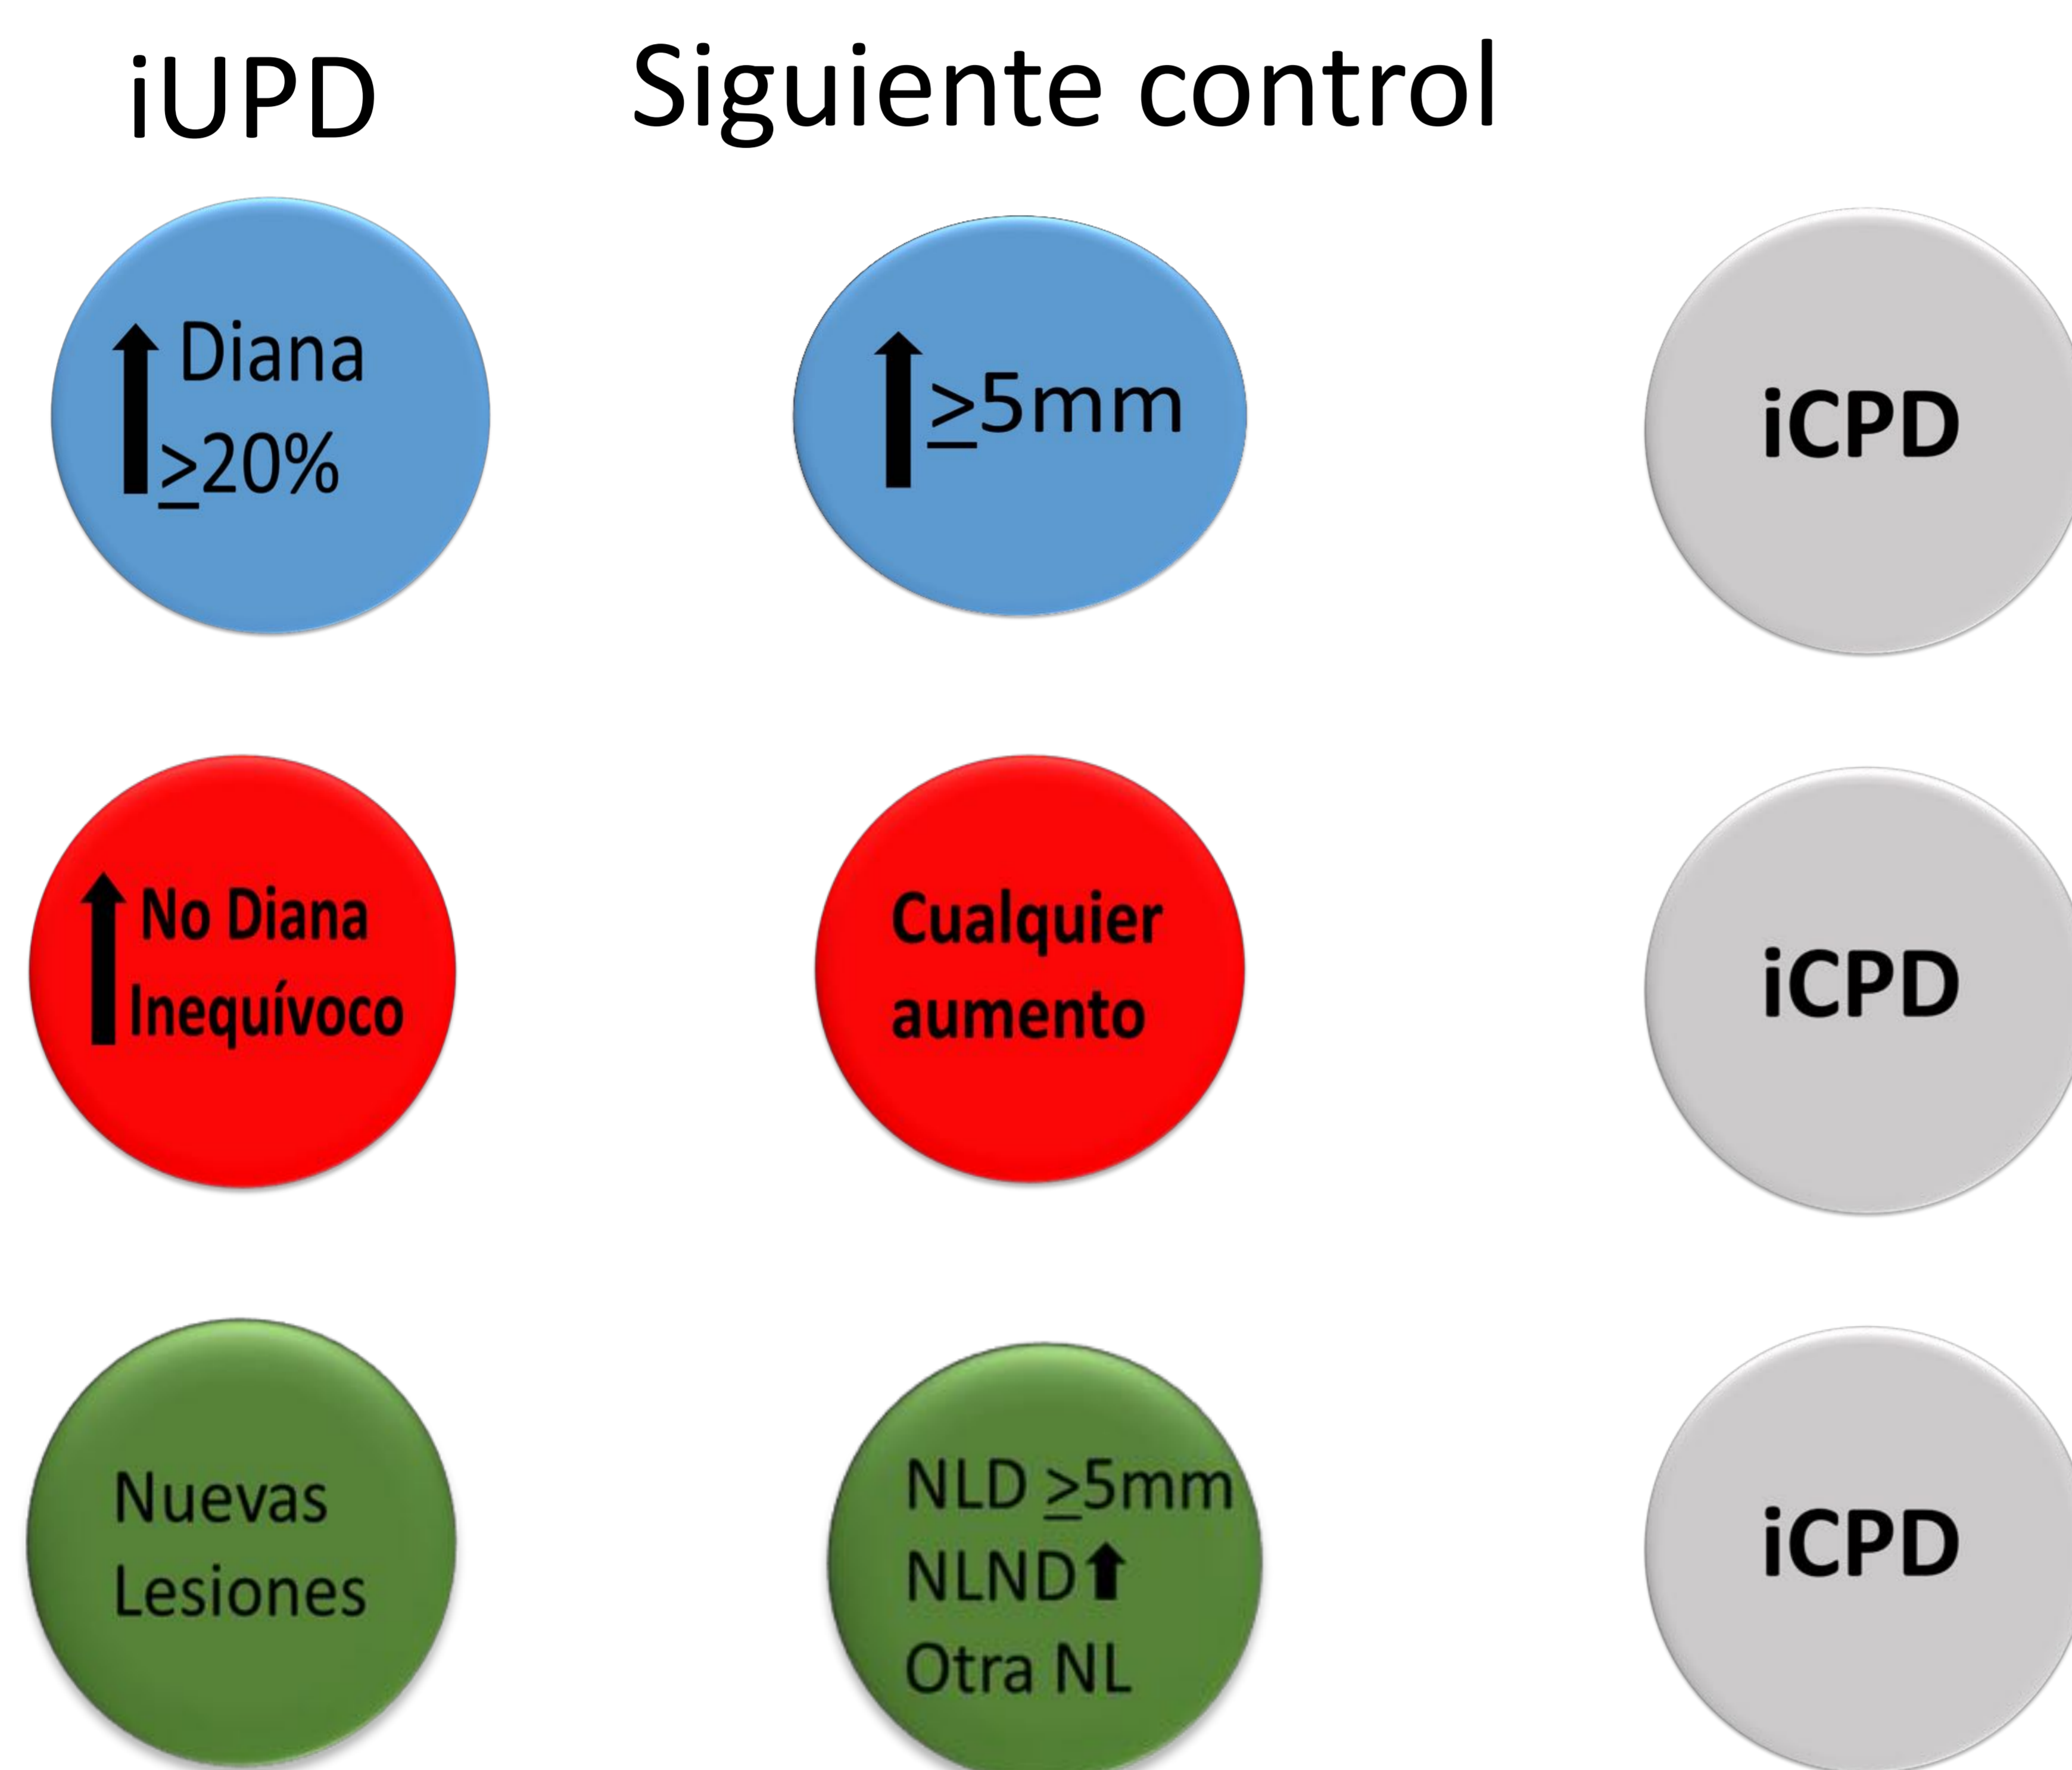 iUPD
Siguiente control
Diana
≥20%
≥5mm
iCPD
No Diana
Inequívoco
Cualquier
aumento
iCPD
Nuevas
Lesiones
NLD ≥5mm
NLND
Otra NL
iCPD